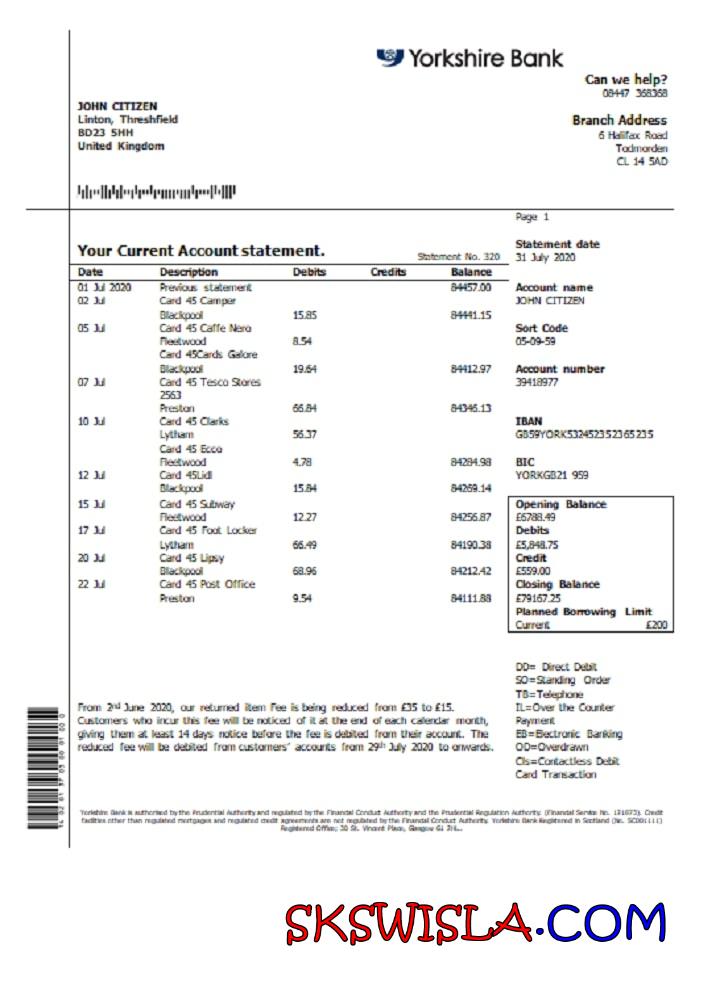 Yorkshire Bank
Can we help?
08447 368368
JOHN CITIZEN
Linton, Threshfield
BD23 5HH
United Kingdom
Branch Address
6 Halifax Road
Todmorden
CL 14 5AD
Page 1
Your Current Account statement.
Statement No. 320
Statement date
31 July 2020
Date Description Debits Credits Balance
01 Jul 2020 Previous statement 84457.00
02 Jul Card 45 Camper
Blackpool 15.85 84441.15
05 Jul Card 45 Caffe Nero
Fleetwood 8.54
Card 45Cards Galore
Blackpool 19.64 84412.97
07 Jul Card 45 Tesco Stores
2563
Preston 66.84 84346.13
10 Jul Card 45 Clarks
Lytham 56.37
Card 45 Ecco
Fleetwood 4.78 84284.98
12 Jul Card 45Lidl
Blackpool 15.84 84269.14
15 Jul Card 45 Subway
Fleetwood 12.27 84256.87
17 Jul Card 45 Foot Locker
Lytham 66.49 84190.38
20 Jul Card 45 Lipsy
Blackpool 68.96 84212.42
22 Jul Card 45 Post Office
Preston 9.54 84111.88
Account name
JOHN CITIZEN
Sort Code
05-09-59
Account number
39418977
IBAN
GB59YORK532452352365235
BIC
YORKGB21 959
Opening Balance
£6788.49
Debits
£5,848.75
Credit
£559.00
Closing Balance
£79167.25
Planned Borrowing Limit
Current £200
DD= Direct Debit
SO=Standing Order
TB=Telephone
IL=Over the Counter
Payment
EB=Electronic Banking
OD=Overdrawn
Cls=Contactless Debit
Card Transaction
From 2nd June 2020, our returned item Fee is being reduced from £35 to £15.
Customers who incur this fee will be noticed of it at the end of each calendar month,
giving them at least 14 days notice before the fee is debited from their account. The
reduced fee will be debited from customers' accounts from 29th July 2020 to onwards.
Yorkshire Bank is authorised by the Prudential Authority and regulated by the Financial Conduct Authority and the Prudential Regulation Authority. (Financial Service No. 121873). Credit
facilities other than regulated mortgages and regulated credit agreements are not regulated by the Financial Conduct Authority. Yorkshire Bank Registered in Scotland (No. SC001111)
Registered Office; 30 St. Vincent Place, Glasgow G1
SKSWISLA.COM